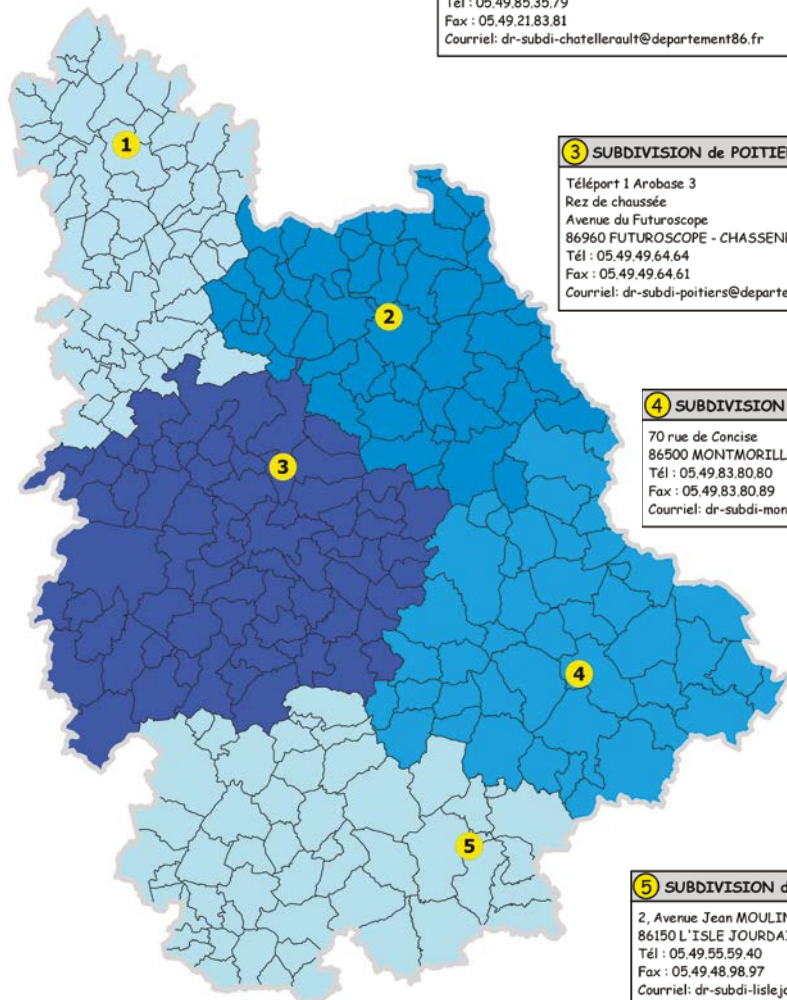 Tél : 05.49.85.35.79
Fax : 05.49.21.83.81
Courriel: dr-subdi-chatellerault@departement86.fr
1
3 SUBDIVISION de POITIE
Téléport 1 Arobase 3
Rez de chaussée
Avenue du Futuroscope
86960 FUTUROSCOPE - CHASSENE
Tél : 05.49.49.64.64
Fax : 05.49.49.64.61
Courriel: dr-subdi-poitiers@departe
2
4 SUBDIVISION
70 rue de Concise
86500 MONTMORILL
Tél : 05.49.83.80.80
Fax : 05.49.83.80.89
Courriel: dr-subdi-mon
3
4
5
5 SUBDIVISION d
2, Avenue Jean MOULIN
86150 L'ISLE JOURDAI
Tél : 05.49.55.59.40
Fax : 05.49.48.98.97
Courriel: dr-subdi-lislejo